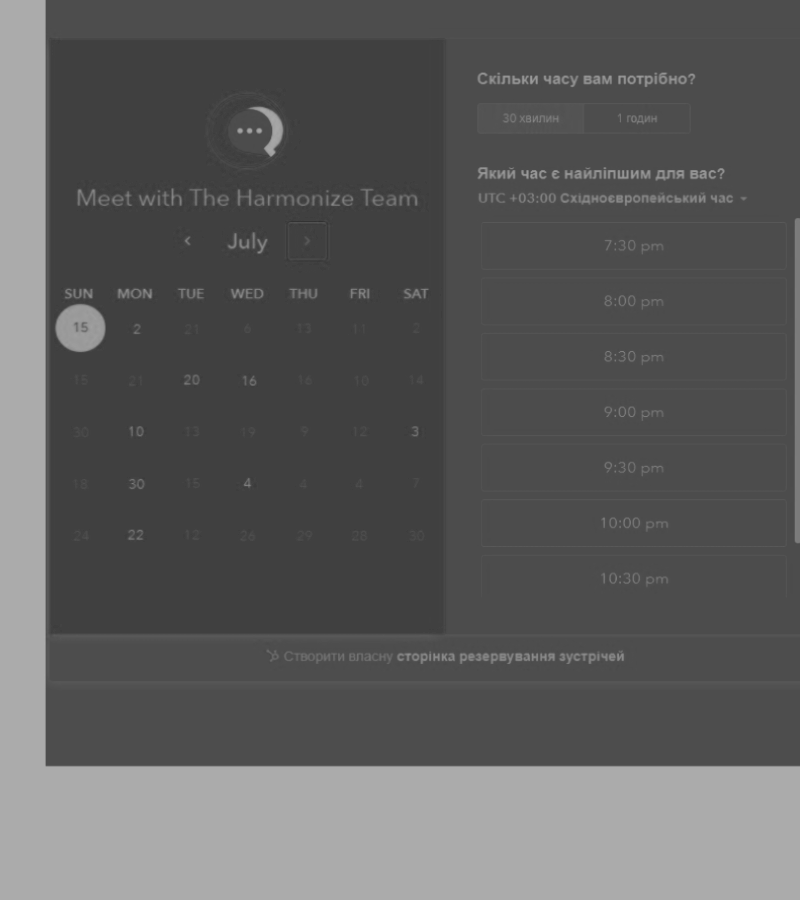 Meet with The Harmonize Team
July
SUN MON TUE WED THU FRI SAT
15 2 21 6 13 11 2
15 21 20 16 16 10 14
30 10 13 19 9 12 3
18 30 15 4 4 4 7
24 22 12 26 29 28 30
Скільки часу вам потрібно?
30 хвилин 1 годин
Який час є найліпшим для вас?
UTC +03:00 Східноєвропейський час
7:30 pm
8:00 pm
8:30 pm
9:00 pm
9:30 pm
10:00 pm
10:30 pm
Створити власну сторінка резервування зустрічей